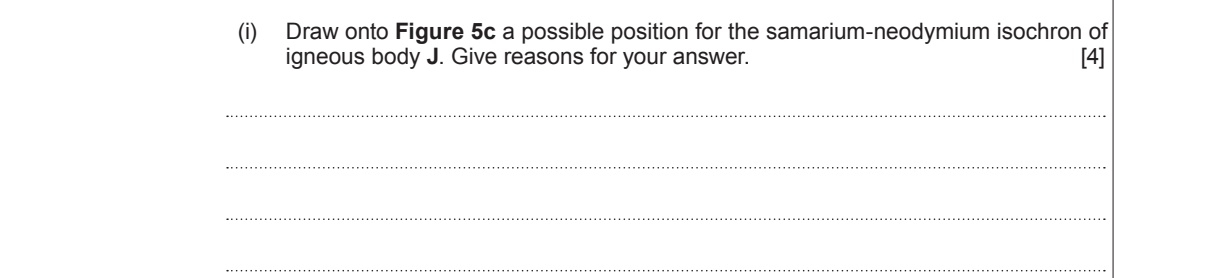 (i) Draw onto Figure 5c a possible position for the samarium-neodymium isochron of
igneous body J. Give reasons for your answer. [4]